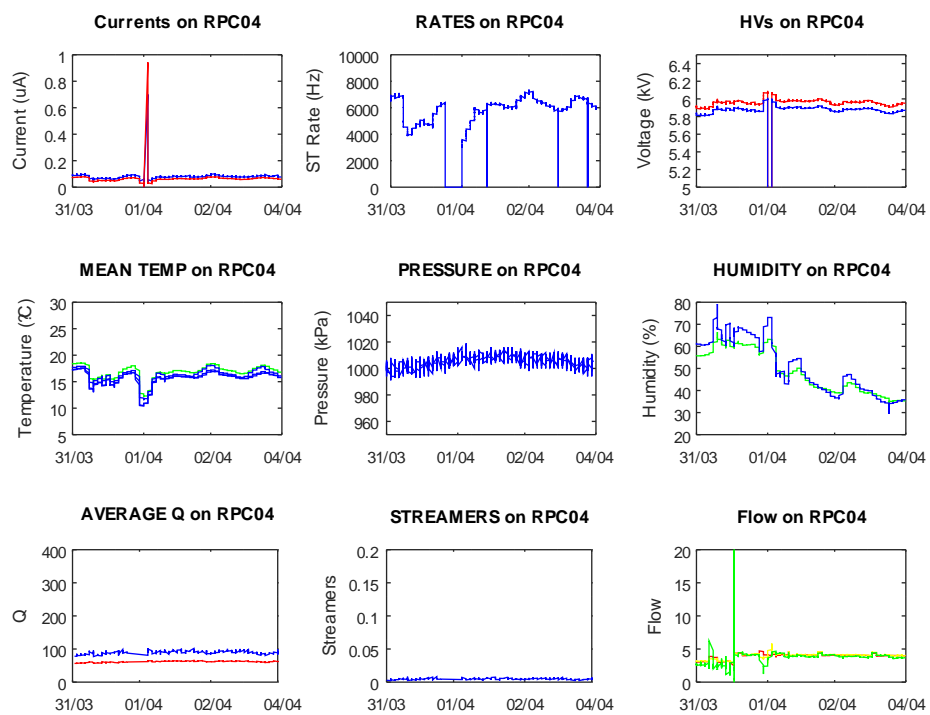 Currents on RPC04
RATES on RPC04
HVs on RPC04
Current (uA)
1
0.8
0.6
0.4
0.2
0
31/03 01/04 02/04 04/04
ST Rate (Hz)
10000
8000
6000
4000
2000
0
31/03 01/04 02/04 04/04
Voltage (kV)
6.4
6.2
6
5.8
5.6
5.4
5.2
5
31/03 01/04 02/04 04/04
MEAN TEMP on RPC04
PRESSURE on RPC04
HUMIDITY on RPC04
Temperature (?C)
30
25
20
15
10
5
31/03 01/04 02/04 04/04
Pressure (kPa)
1040
1020
1000
980
960
31/03 01/04 02/04 04/04
Humidity (%)
80
70
60
50
40
30
20
31/03 01/04 02/04 04/04
AVERAGE Q on RPC04
STREAMERS on RPC04
Flow on RPC04
Q
400
300
200
100
0
31/03 01/04 02/04 04/04
Streamers
0.2
0.15
0.1
0.05
0
31/03 01/04 02/04 04/04
Flow
20
15
10
5
0
31/03 01/04 02/04 04/04